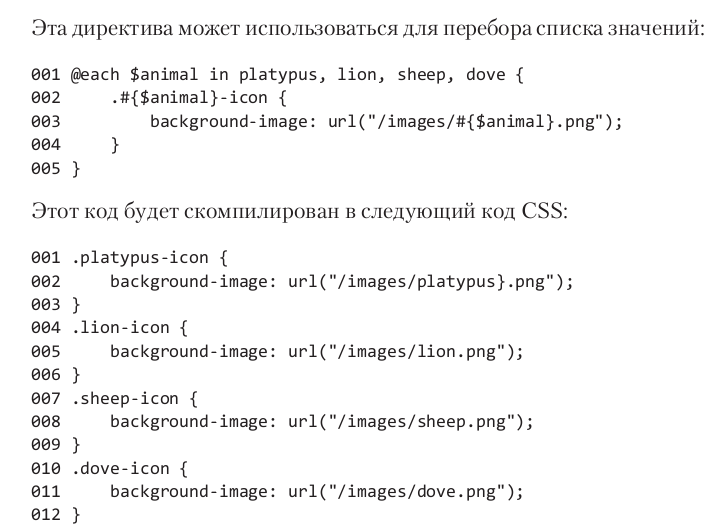 Эта директива может использоваться для перебора списка значений:
001 @each $animal in platypus, lion, sheep, dove {
002     .#{$animal}-icon {
003         background-image: url("/images/#{$animal}.png");
004     }
005 }
Этот код будет скомпилирован в следующий код CSS:
001 .platypus-icon {
002     background-image: url("/images/platypus}.png");
003 }
004 .lion-icon {
005     background-image: url("/images/lion.png");
006 }
007 .sheep-icon {
008     background-image: url("/images/sheep.png");
009 }
010 .dove-icon {
011     background-image: url("/images/dove.png");
012 }